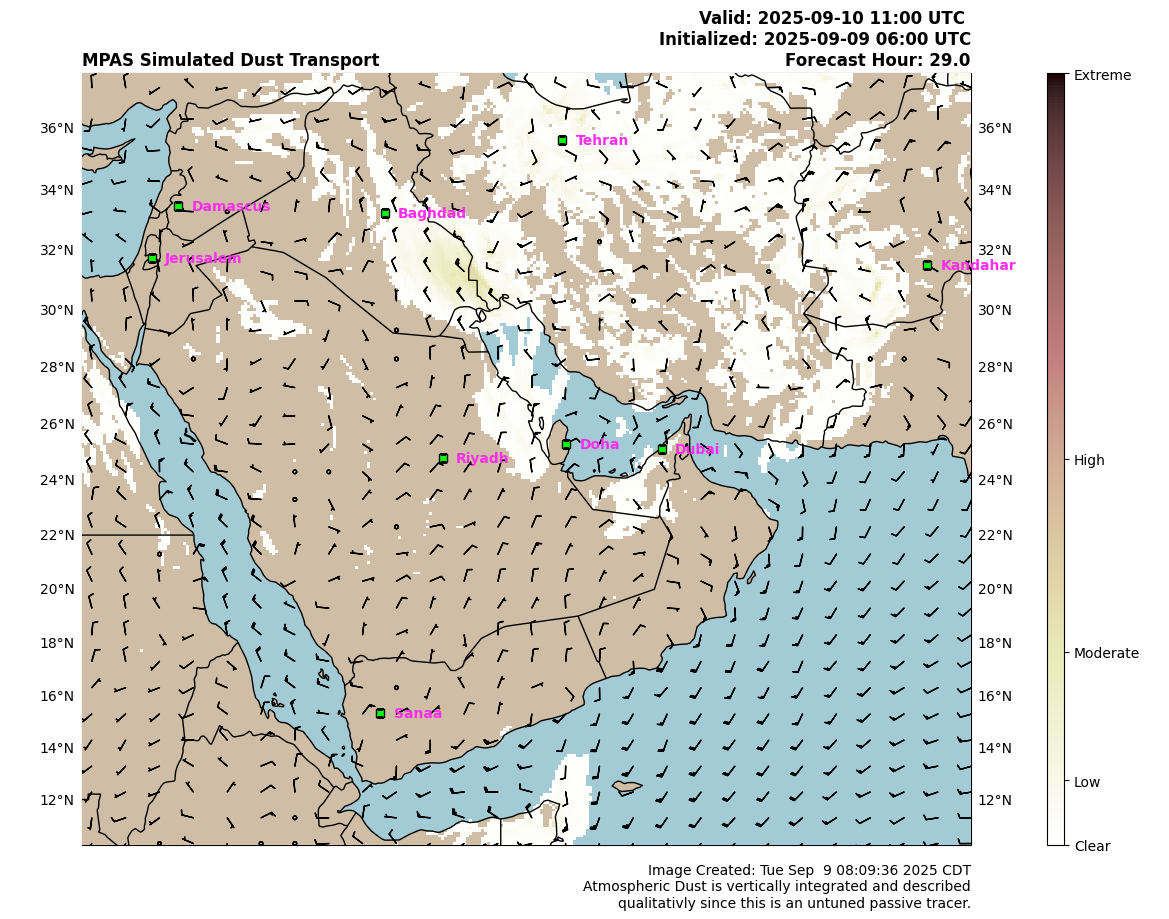 Valid: 2025-09-10 11:00 UTC
Initialized: 2025-09-09 06:00 UTC
MPAS Simulated Dust Transport
Forecast Hour: 29.0
Extreme
36°N
Tehran
36°N
34°N
34°N
Damascus
Baghdad
32°N
Jerusalem
32°N
Kandahar
30°N
30°N
28°N
28°N
26°N
26°N
Doha
Dubai
Riyadh
High
24°N
24°N
22°N
22°N
20°N
20°N
18°N
18°N
Moderate
16°N
16°N
Sanaa
14°N
14°N
Low
12°N
12°N
Clear
Image Created: Tue Sep  9 08:09:36 2025 CDT
Atmospheric Dust is vertically integrated and described
qualitativly since this is an untuned passive tracer.